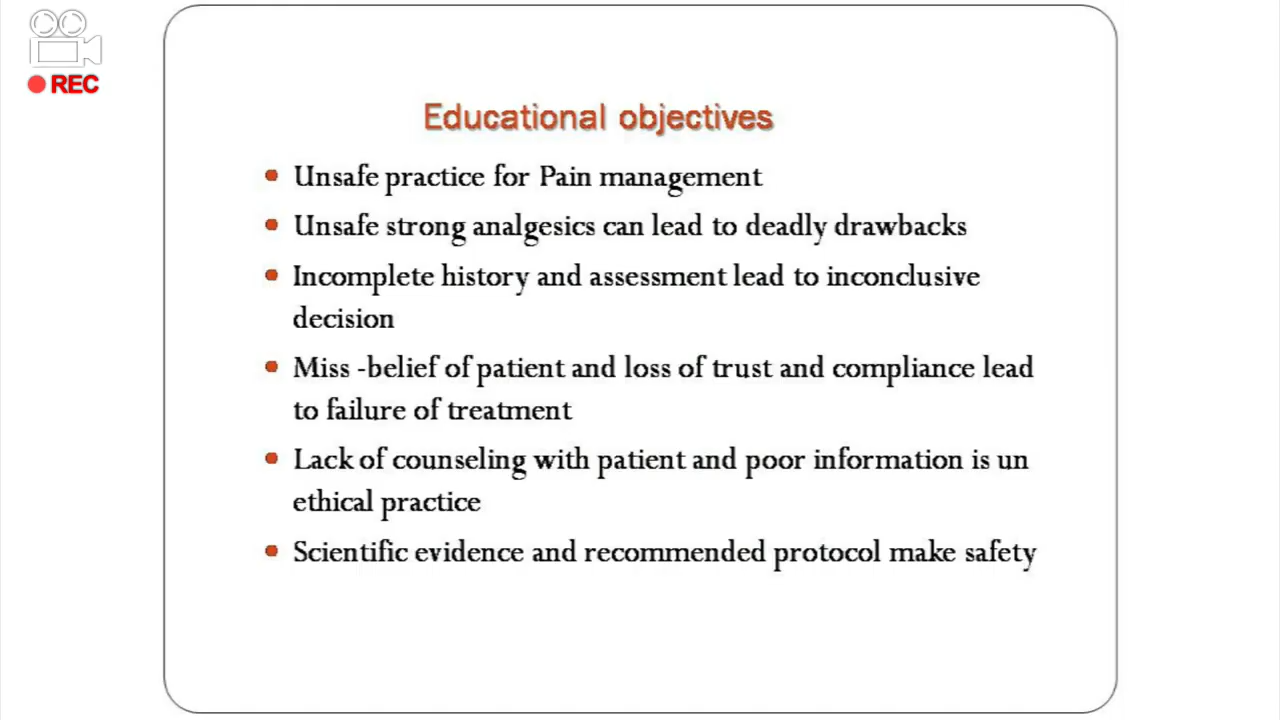 REC
Educational objectives
Unsafe practice for Pain management
Unsafe strong analgesics can lead to deadly drawbacks
Incomplete history and assessment lead to inconclusive
decision
Miss -belief of patient and loss of trust and compliance lead
to failure of treatment
Lack of counseling with patient and poor information is un
ethical practice
Scientific evidence and recommended protocol make safety